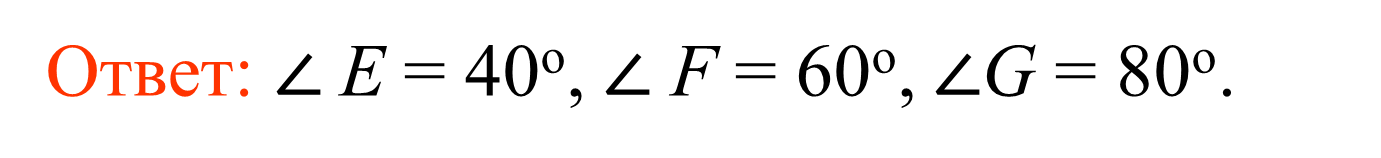 Ответ: ∠ E = 40º, ∠ F = 60º, ∠G = 80º.